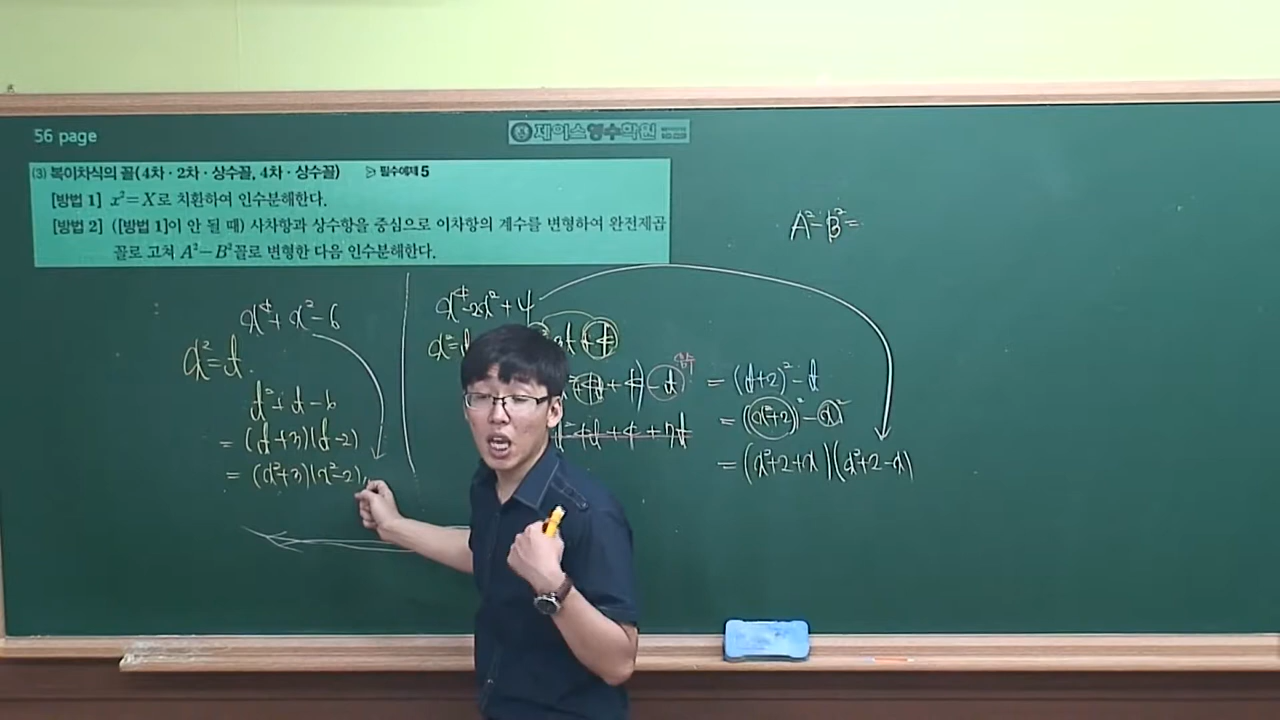 56 page
제이스영수학원
(3) 복이차식의 꼴(4차·2차·상수꼴, 4차·상수꼴) ▷ 필수예제 5
[방법 1] x²=X로 치환하여 인수분해한다.
[방법 2] ([방법 1]이 안 될 때) 사차항과 상수항을 중심으로 이차항의 계수를 변형하여 완전제곱
꼴로 고쳐 A²-B²꼴로 변형한 다음 인수분해한다.
A²-B²=
x⁴+x²-6
x²=t.
t²+t-6
=(t+3)(t-2)
=(x²+3)(x²-2)
x⁴-2x²+4
x²=t
+4t+4)-t
=(t+2)²-t
=(x²+2)²-(x)²
=(x²+2+x)(x²+2-x)